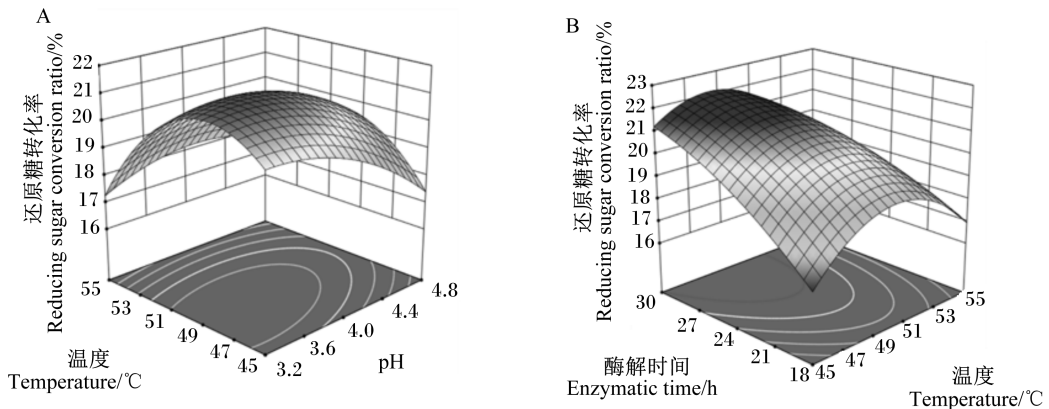 A
还原糖转化率
Reducing sugar conversion ratio/%
22
21
20
19
18
17
16
55
53
51
49
47
45
温度
Temperature/℃
3.2
3.6
4.0
4.4
4.8
pH
B
还原糖转化率
Reducing sugar conversion ratio/%
23
22
21
20
19
18
17
16
30
27
24
21
18
酶解时间
Enzymatic time/h
45
47
49
51
53
55
温度
Temperature/℃